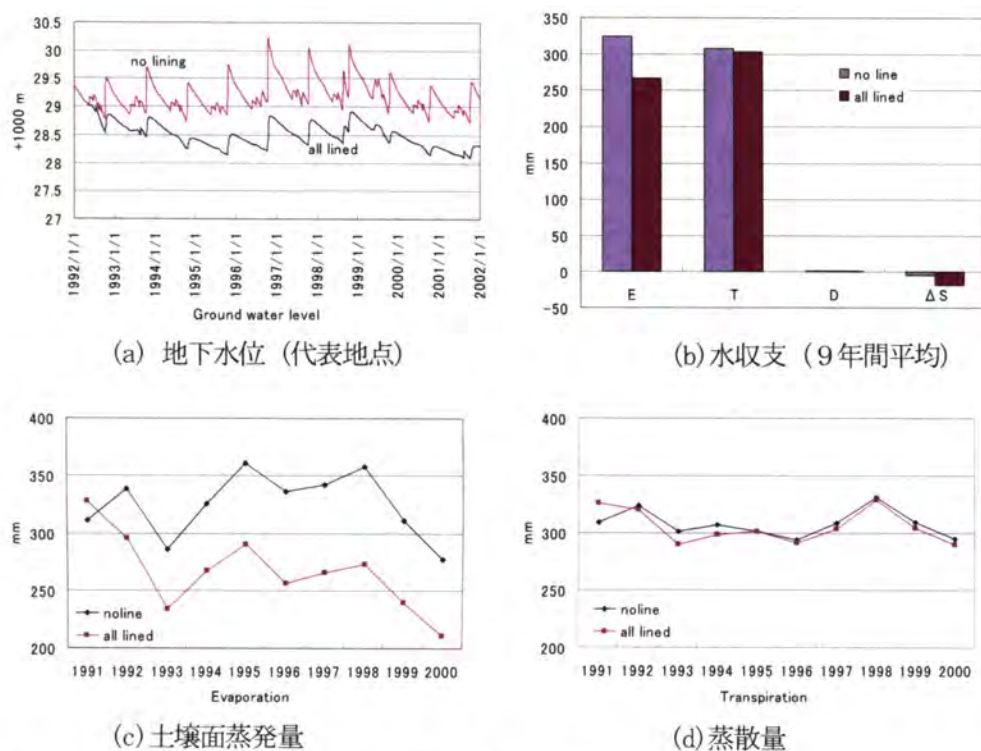 30.5
30
29.5
29
28.5
28
27.5
27
+1000 m
no lining
all lined
1992/1/1
1993/1/1
1994/1/1
1995/1/1
1996/1/1
1997/1/1
1998/1/1
1999/1/1
2000/1/1
2001/1/1
2002/1/1
Ground water level
(a) 地下水位 (代表地点)
350
300
250
200
150
100
50
0
-50
mm
no line
all lined
E T D ΔS
(b) 水収支 (9年間平均)
400
350
300
250
200
mm
noline
all lined
1991 1992 1993 1994 1995 1996 1997 1998 1999 2000
Evaporation
(c) 土壌面蒸発量
400
350
300
250
200
mm
noline
all lined
1991 1992 1993 1994 1995 1996 1997 1998 1999 2000
Transpiration
(d) 蒸散量